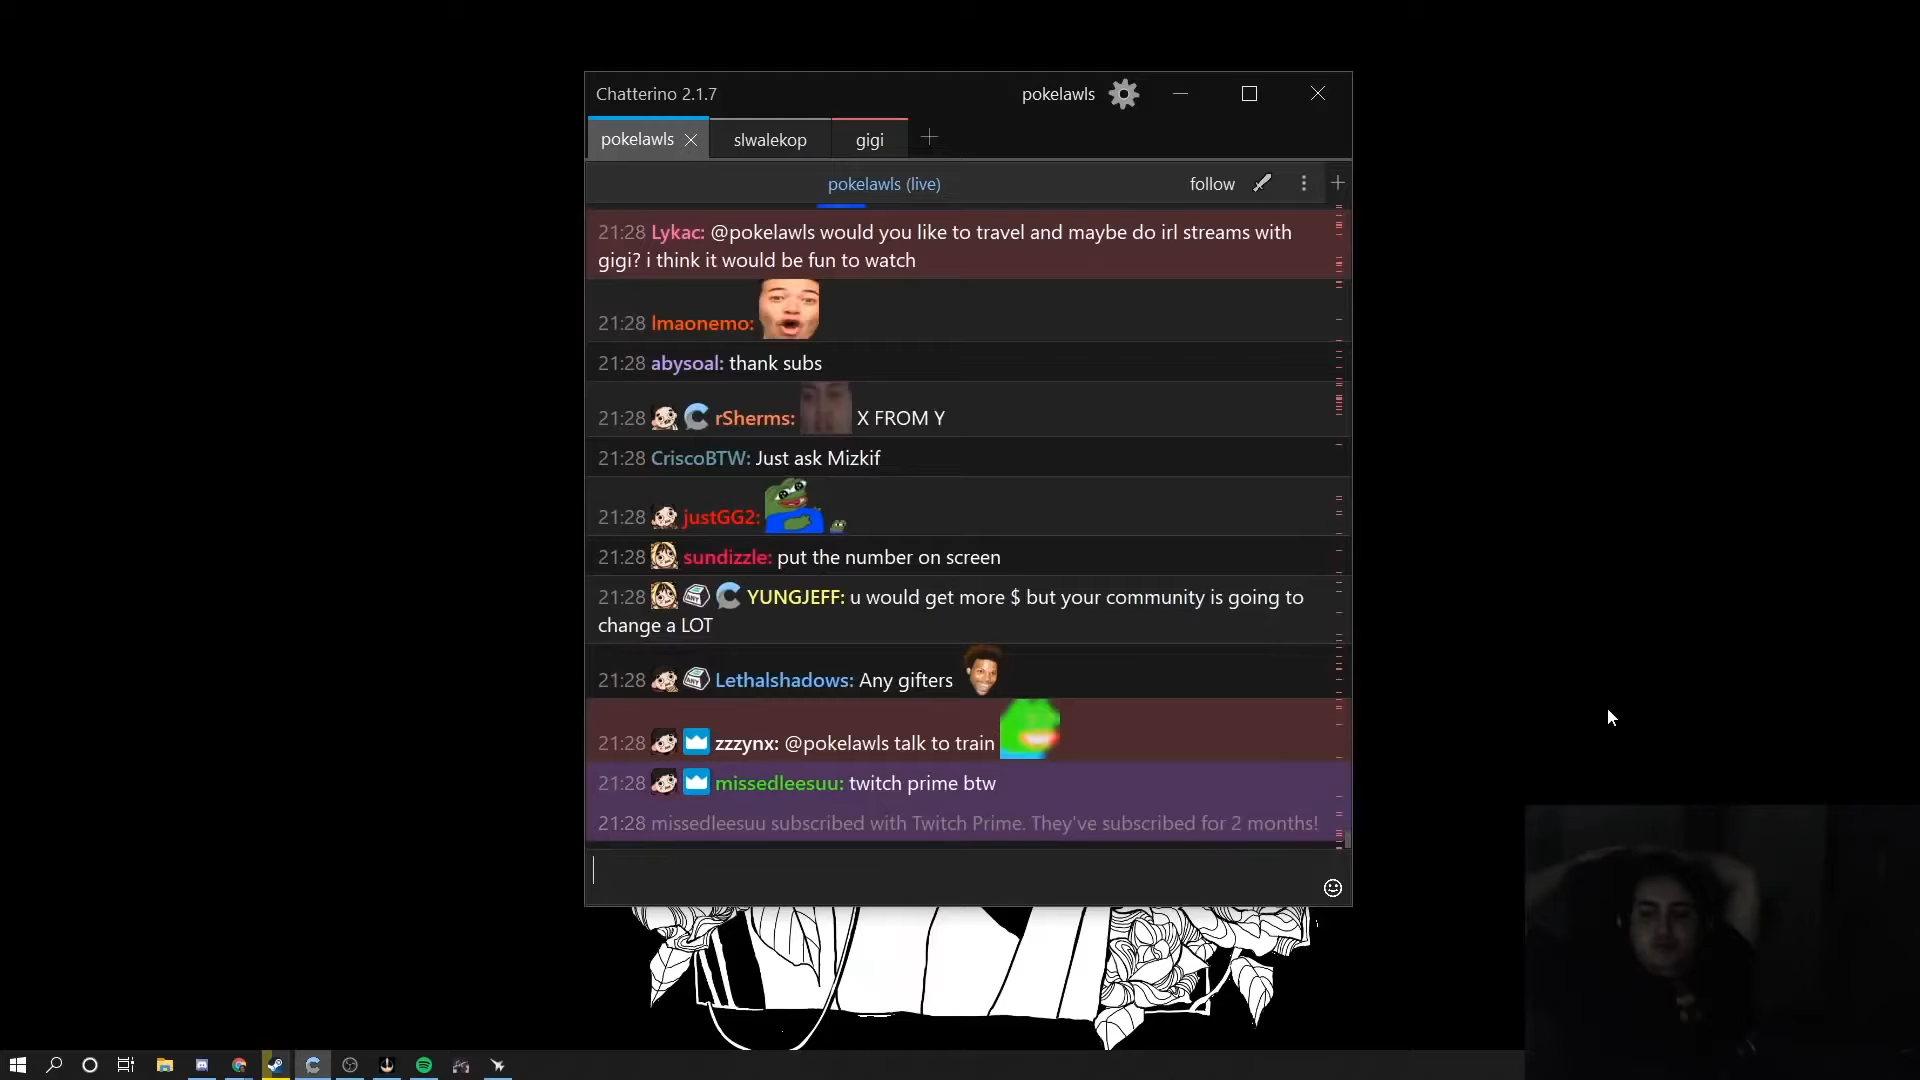 Chatterino 2.1.7
pokelawls
pokelawls
slwalekop
gigi
pokelawls (live)
follow
21:28 Lykac: @pokelawls would you like to travel and maybe do irl streams with
gigi? i think it would be fun to watch
21:28 lmaonemo:
21:28 abysoal: thank subs
21:28 rSherms: X FROM Y
21:28 CriscoBTW: Just ask Mizkif
21:28 justGG2:
21:28 sundizzle: put the number on screen
21:28 YUNGJEFF: u would get more $ but your community is going to
change a LOT
21:28 Lethalshadows: Any gifters
21:28 zzzynx: @pokelawls talk to train
21:28 missedleesuu: twitch prime btw
21:28 missedleesuu subscribed with Twitch Prime. They've subscribed for 2 months!